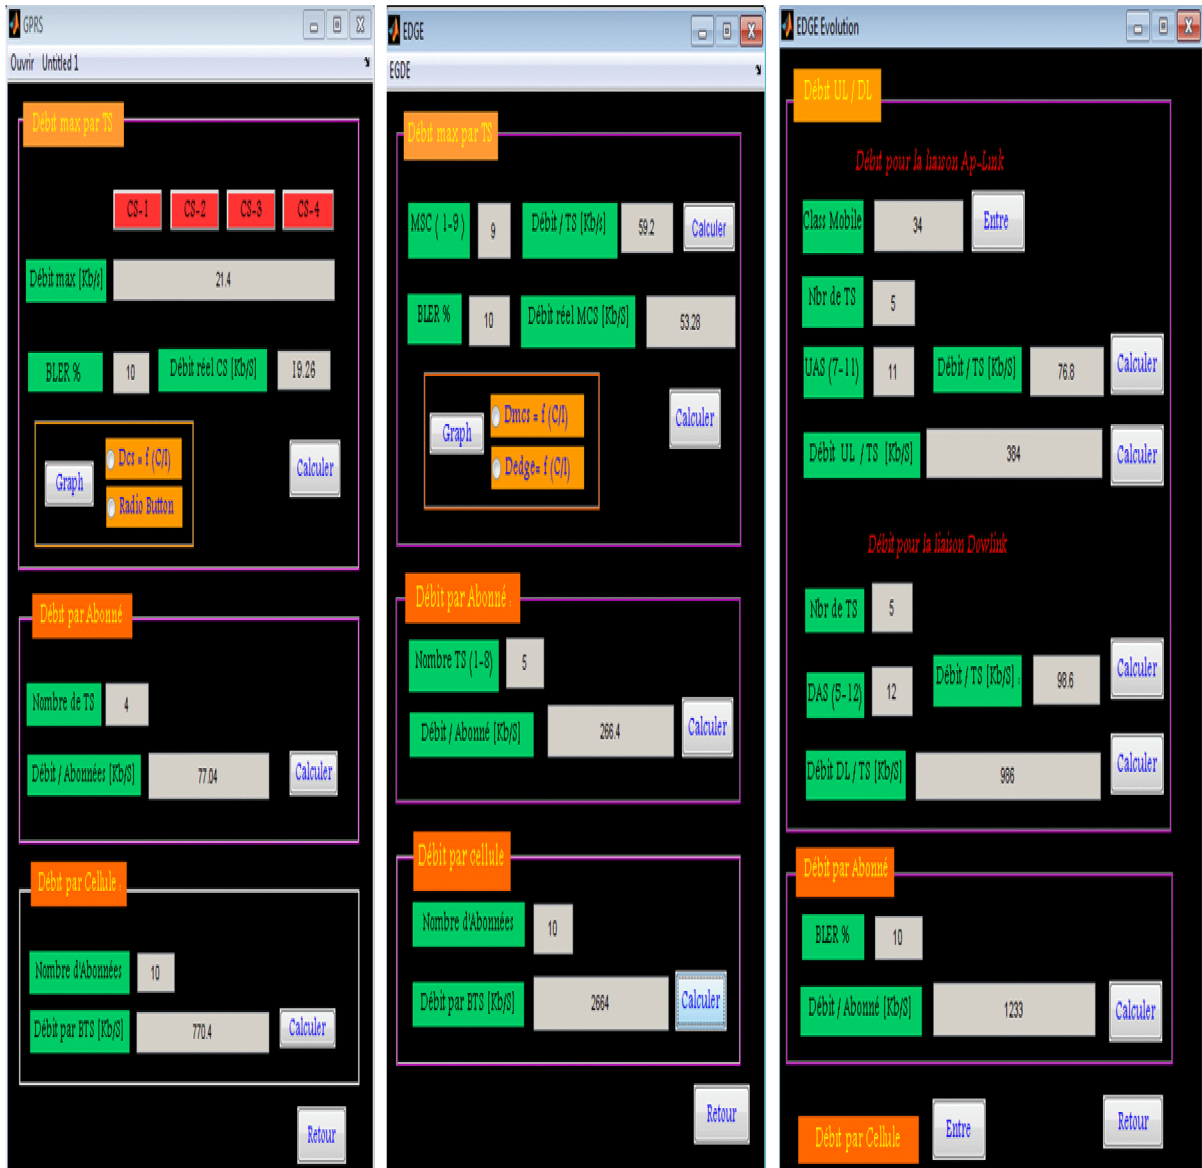 GPRS
Ouvrir Untitled 1
Débit max par TS
CS-1 CS-2 CS-3 CS-4
Débit max [Kb/s] 21.4
BLER % 10 Débit réel CS [Kb/S] 19.26
Graph
Dcs = f (C/I)
Radio Button
Calculer
Débit par Abonné
Nombre de TS 4
Débit / Abonnées [Kb/S] 77.04 Calculer
Débit par Cellule :
Nombre d'Abonnées 10
Débit par BTS [Kb/S] 770.4 Calculer
Retour
EDGE
EGDE
Débit max par TS
MSC ( 1-9 ) 9 Débit / TS [Kb/s] 59.2 Calculer
BLER % 10 Débit réel MCS [Kb/S] 53.28
Graph
Dmcs = f (C/I)
Dedge= f (C/I)
Calculer
Débit par Abonné :
Nombre TS (1-8) 5
Débit / Abonné [Kb/S] 266.4 Calculer
Débit par cellule
Nombre d'Abonnées 10
Débit par BTS [Kb/S] 2664 Calculer
Retour
EDGE Evolution
Débit UL / DL
Débit pour la liaison Ap-Link
Class Mobile 34 Entre
Nbr de TS 5
UAS (7-11) 11 Débit / TS [Kb/S] 76.8 Calculer
Débit UL / TS [Kb/S] 384 Calculer
Débit pour la liaison Dowlink
Nbr de TS 5
DAS (5-12) 12 Débit / TS [Kb/S] : 98.6 Calculer
Débit DL / TS [Kb/S] 986 Calculer
Débit par Abonné
BLER % 10
Débit / Abonné [Kb/S] 1233 Calculer
Débit par Cellule Entre Retour